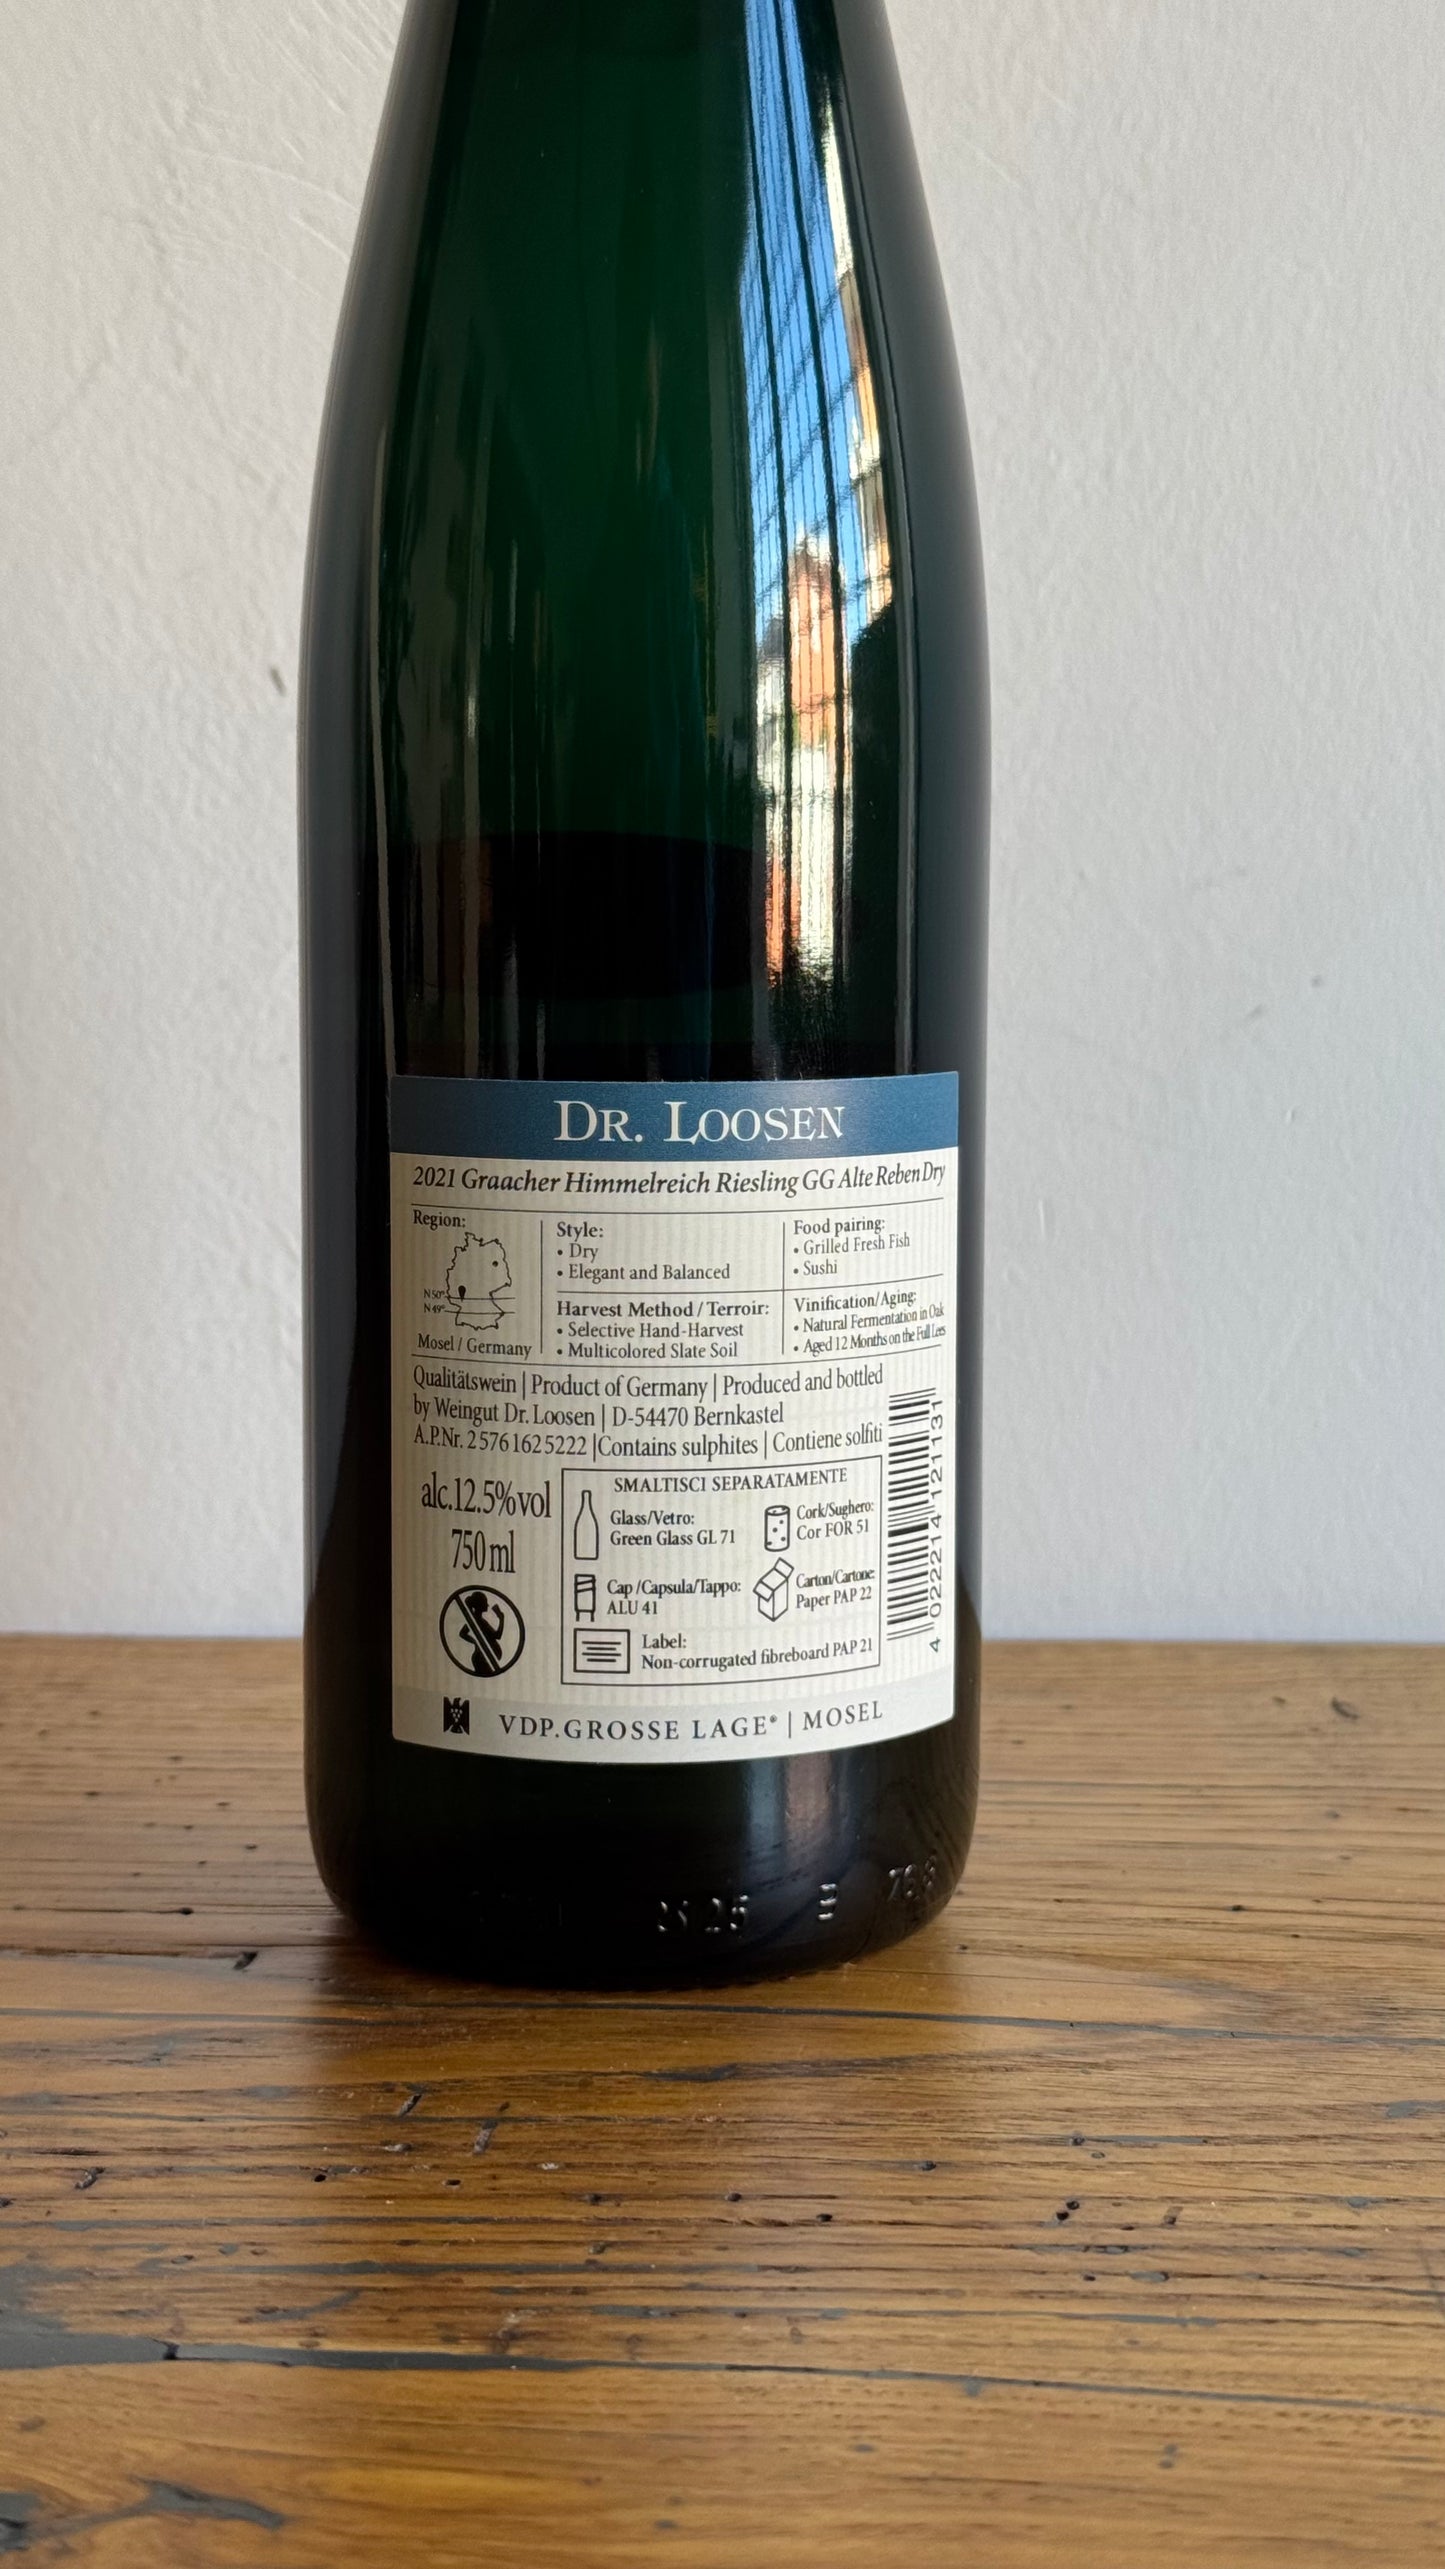 DR. LOOSEN
2021 Graacher Himmelreich Riesling GG Alte Reben Dry
Region:
N 50°
N 49°
Mosel / Germany
Style:
• Dry
• Elegant and Balanced
Food pairing:
• Grilled Fresh Fish
• Sushi
Harvest Method / Terroir:
• Selective Hand-Harvest
• Multicolored Slate Soil
Vinification/Aging:
• Natural Fermentation in Oak
• Aged 12 Months on the Full Lees
Qualitätswein | Product of Germany | Produced and bottled
by Weingut Dr. Loosen | D-54470 Bernkastel
A.P.Nr. 2 576 162 52 22 | Contains sulphites | Contiene solfiti
alc.12.5%vol
750 ml
SMALTISCI SEPARATAMENTE
Glass/Vetro:
Green Glass GL 71
Cork/Sughero:
Cor FOR 51
Cap /Capsula/Tappo:
ALU 41
Carton/Cartone:
Paper PAP 22
Label:
Non-corrugated fibreboard PAP 21
4 022214 121131
VDP.GROSSE LAGE® | MOSEL